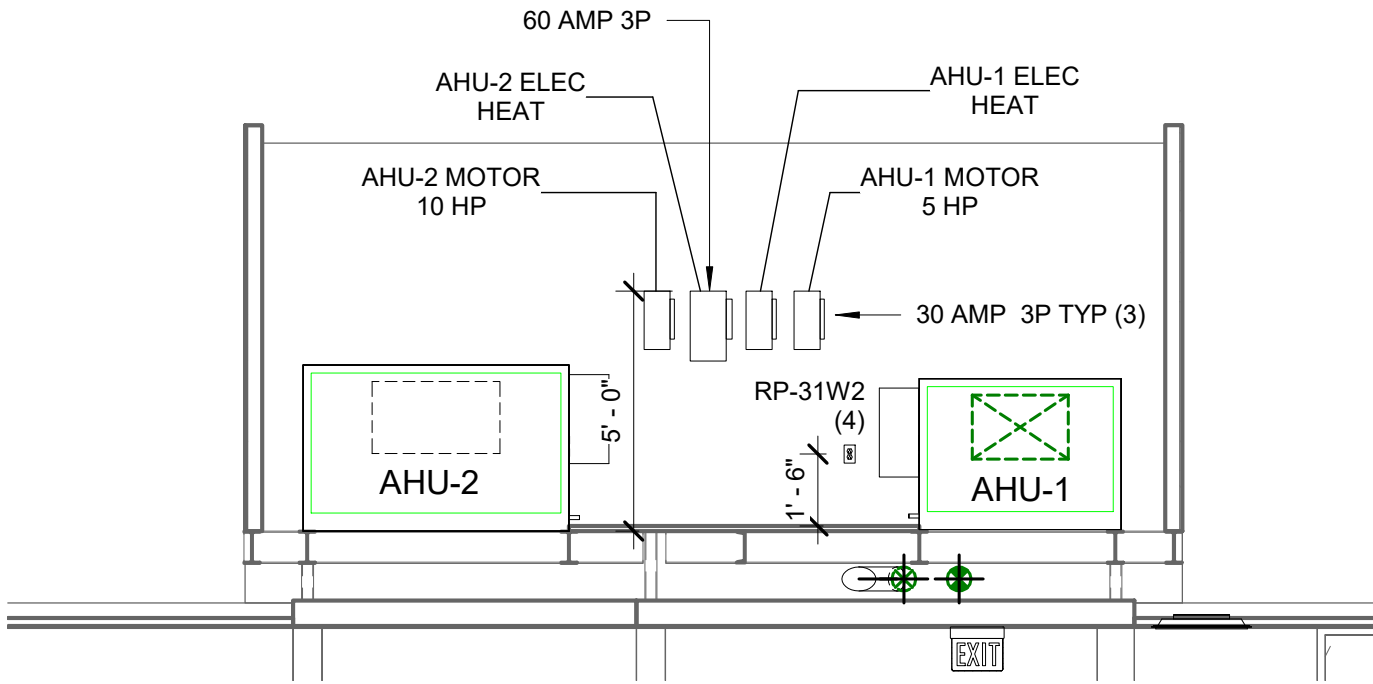 60 AMP 3P
AHU-2 ELEC
HEAT
AHU-1 ELEC
HEAT
AHU-2 MOTOR
10 HP
AHU-1 MOTOR
5 HP
30 AMP  3P TYP (3)
5' - 0"
RP-31W2
(4)
1' - 6"
AHU-2
AHU-1
EXIT